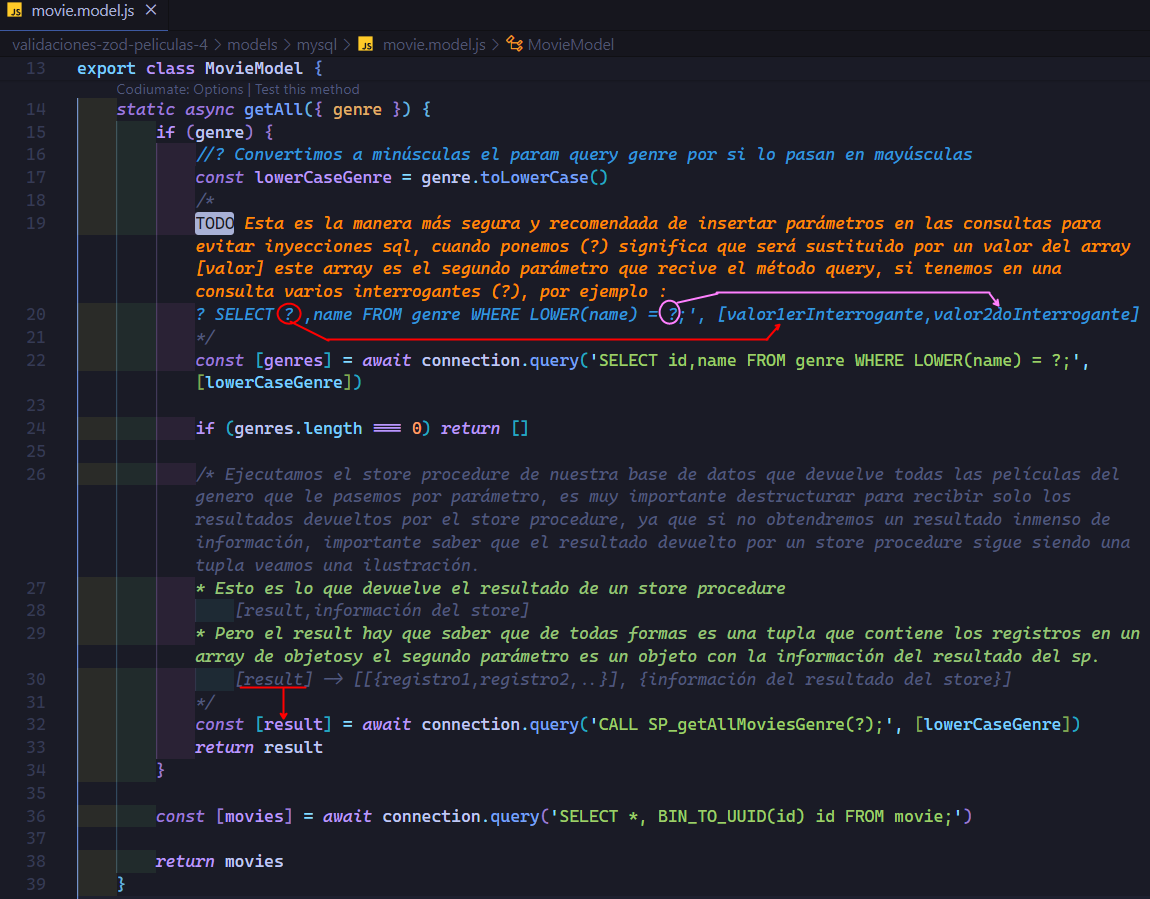 JS movie.model.js ×
validaciones-zod-peliculas-4 > models > mysql > JS movie.model.js > MovieModel
13 export class MovieModel {
Codiumate: Options | Test this method
14 static async getAll({ genre }) {
15 if (genre) {
16 //? Convertimos a minúsculas el param query genre por si lo pasan en mayúsculas
17 const lowerCaseGenre = genre.toLowerCase()
18 /*
19 TODO Esta es la manera más segura y recomendada de insertar parámetros en las consultas para
evitar inyecciones sql, cuando ponemos (?) significa que será sustituido por un valor del array
[valor] este array es el segundo parámetro que recive el método query, si tenemos en una
consulta varios interrogantes (?), por ejemplo :
20 ? SELECT ? ,name FROM genre WHERE LOWER(name) = ?;', [valor1erInterrogante,valor2doInterrogante]
21 */
22 const [genres] = await connection.query('SELECT id,name FROM genre WHERE LOWER(name) = ?;',
[lowerCaseGenre])
23
24 if (genres.length === 0) return []
25
26 /* Ejecutamos el store procedure de nuestra base de datos que devuelve todas las películas del
genero que le pasemos por parámetro, es muy importante destructurar para recibir solo los
resultados devueltos por el store procedure, ya que si no obtendremos un resultado inmenso de
información, importante saber que el resultado devuelto por un store procedure sigue siendo una
tupla veamos una ilustración.
27 * Esto es lo que devuelve el resultado de un store procedure
28 [result,información del store]
29 * Pero el result hay que saber que de todas formas es una tupla que contiene los registros en un
array de objetosy el segundo parámetro es un objeto con la información del resultado del sp.
30 [result] -> [[{registro1,registro2,..}], {información del resultado del store}]
31 */
32 const [result] = await connection.query('CALL SP_getAllMoviesGenre(?);', [lowerCaseGenre])
33 return result
34 }
35
36 const [movies] = await connection.query('SELECT *, BIN_TO_UUID(id) id FROM movie;')
37
38 return movies
39 }